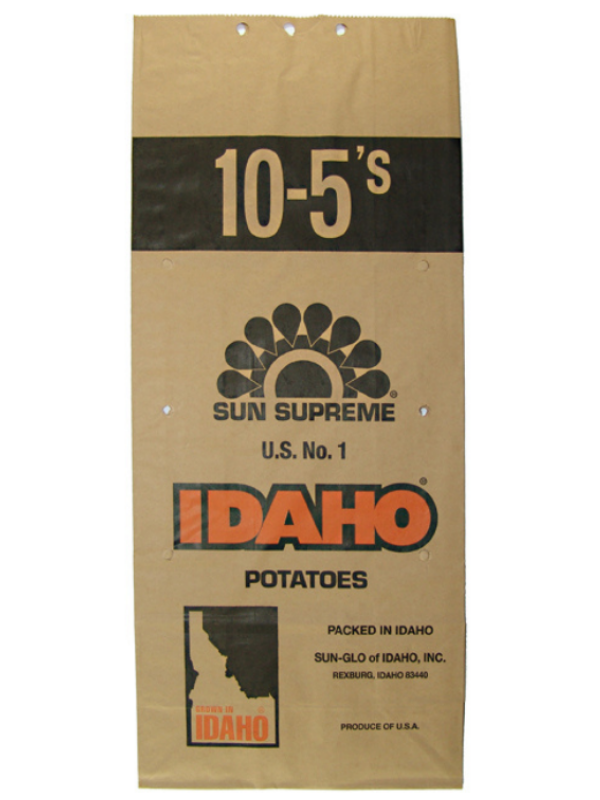 10-5's
SUN SUPREME®
U.S. No. 1
IDAHO®
POTATOES
GROWN IN
IDAHO
PACKED IN IDAHO
SUN-GLO of IDAHO, INC.
REXBURG, IDAHO 83440
PRODUCE OF U.S.A.